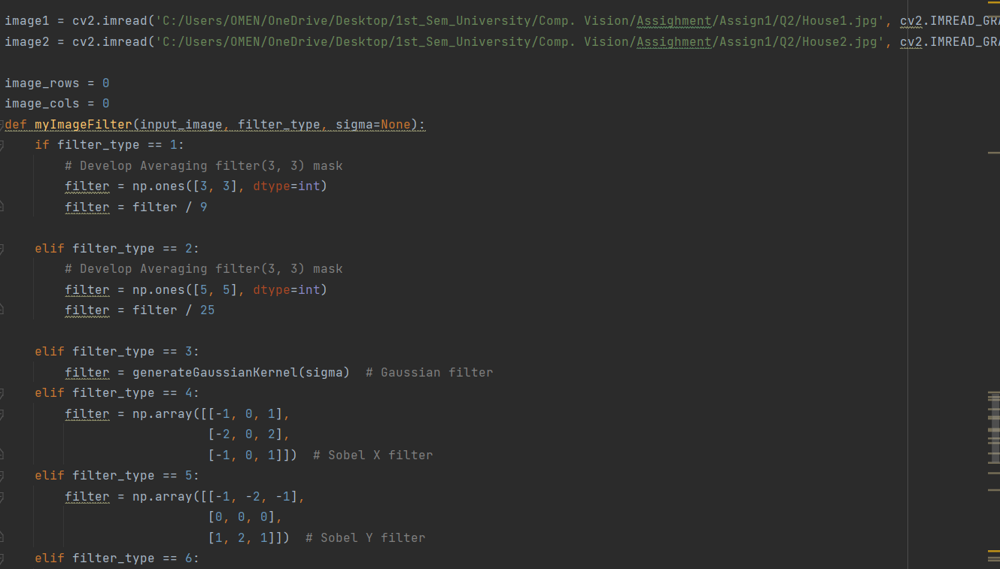 image1 = cv2.imread('C:/Users/OMEN/OneDrive/Desktop/1st_Sem_University/Comp. Vision/Assighment/Assign1/Q2/House1.jpg', cv2.IMREAD_GRA
image2 = cv2.imread('C:/Users/OMEN/OneDrive/Desktop/1st_Sem_University/Comp. Vision/Assighment/Assign1/Q2/House2.jpg', cv2.IMREAD_GRA
image_rows = 0
image_cols = 0
def myImageFilter(input_image, filter_type, sigma=None):
    if filter_type == 1:
        # Develop Averaging filter(3, 3) mask
        filter = np.ones([3, 3], dtype=int)
        filter = filter / 9
    elif filter_type == 2:
        # Develop Averaging filter(3, 3) mask
        filter = np.ones([5, 5], dtype=int)
        filter = filter / 25
    elif filter_type == 3:
        filter = generateGaussianKernel(sigma)  # Gaussian filter
    elif filter_type == 4:
        filter = np.array([[-1, 0, 1],
                           [-2, 0, 2],
                           [-1, 0, 1]])  # Sobel X filter
    elif filter_type == 5:
        filter = np.array([[-1, -2, -1],
                           [0, 0, 0],
                           [1, 2, 1]])  # Sobel Y filter
    elif filter_type == 6: